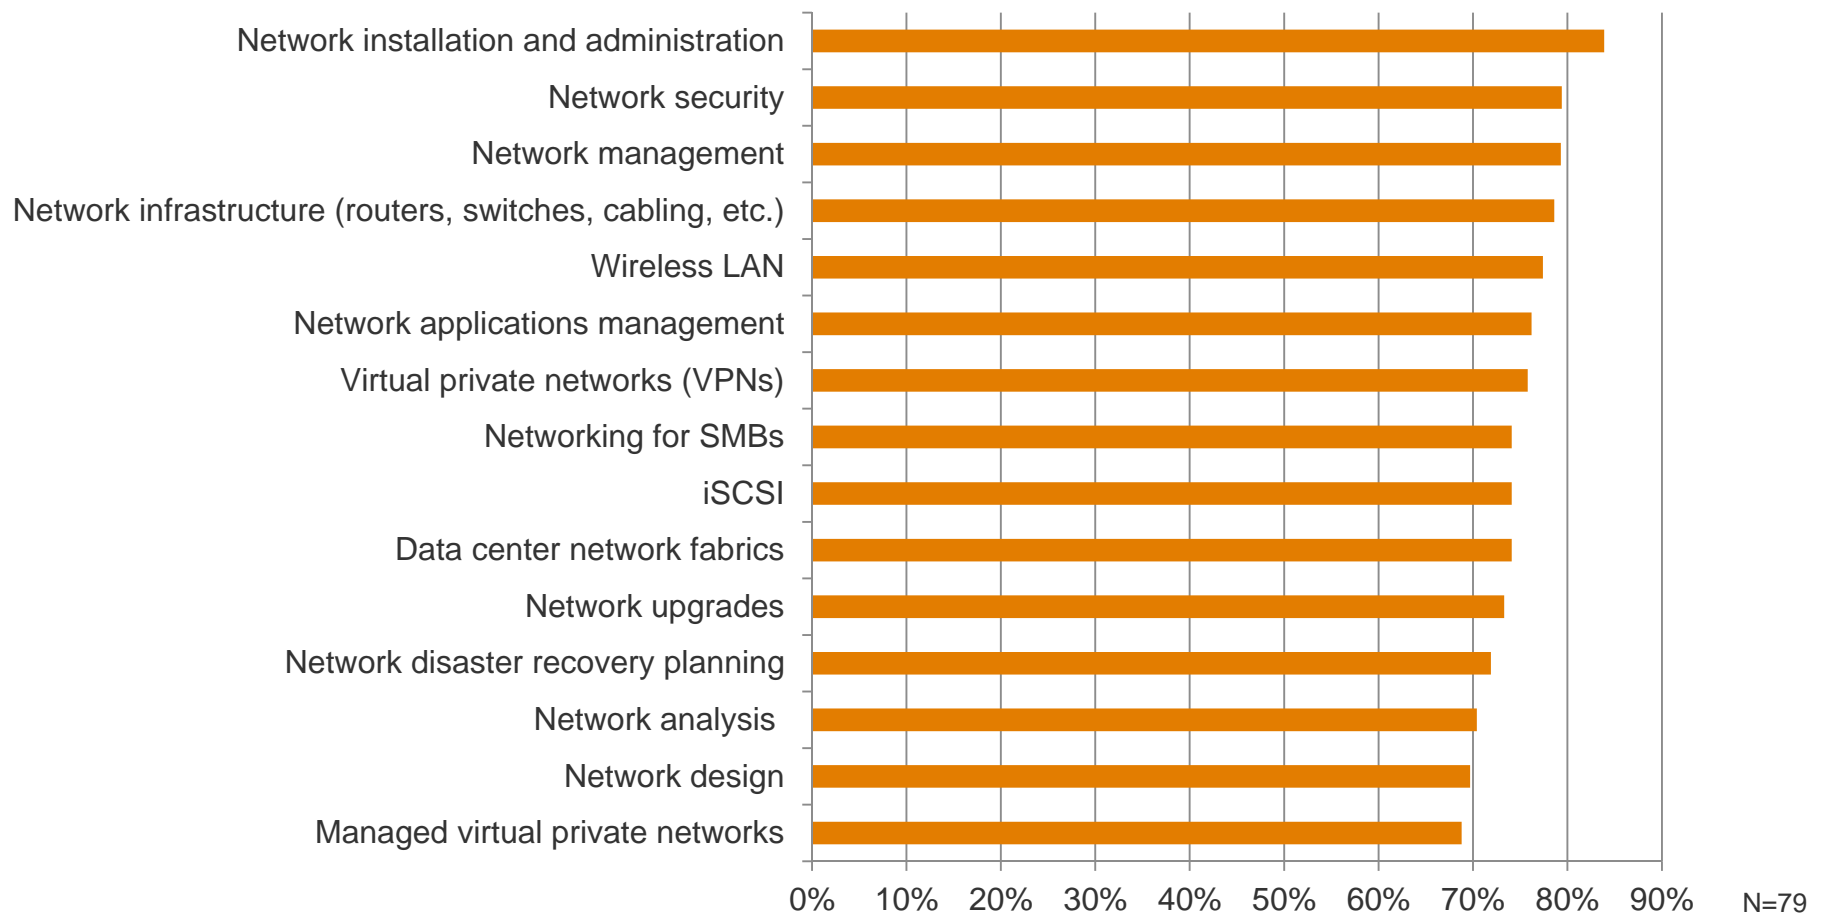 Network installation and administration
Network security
Network management
Network infrastructure (routers, switches, cabling, etc.)
Wireless LAN
Network applications management
Virtual private networks (VPNs)
Networking for SMBs
iSCSI
Data center network fabrics
Network upgrades
Network disaster recovery planning
Network analysis
Network design
Managed virtual private networks
0% 10% 20% 30% 40% 50% 60% 70% 80% 90%
N=79